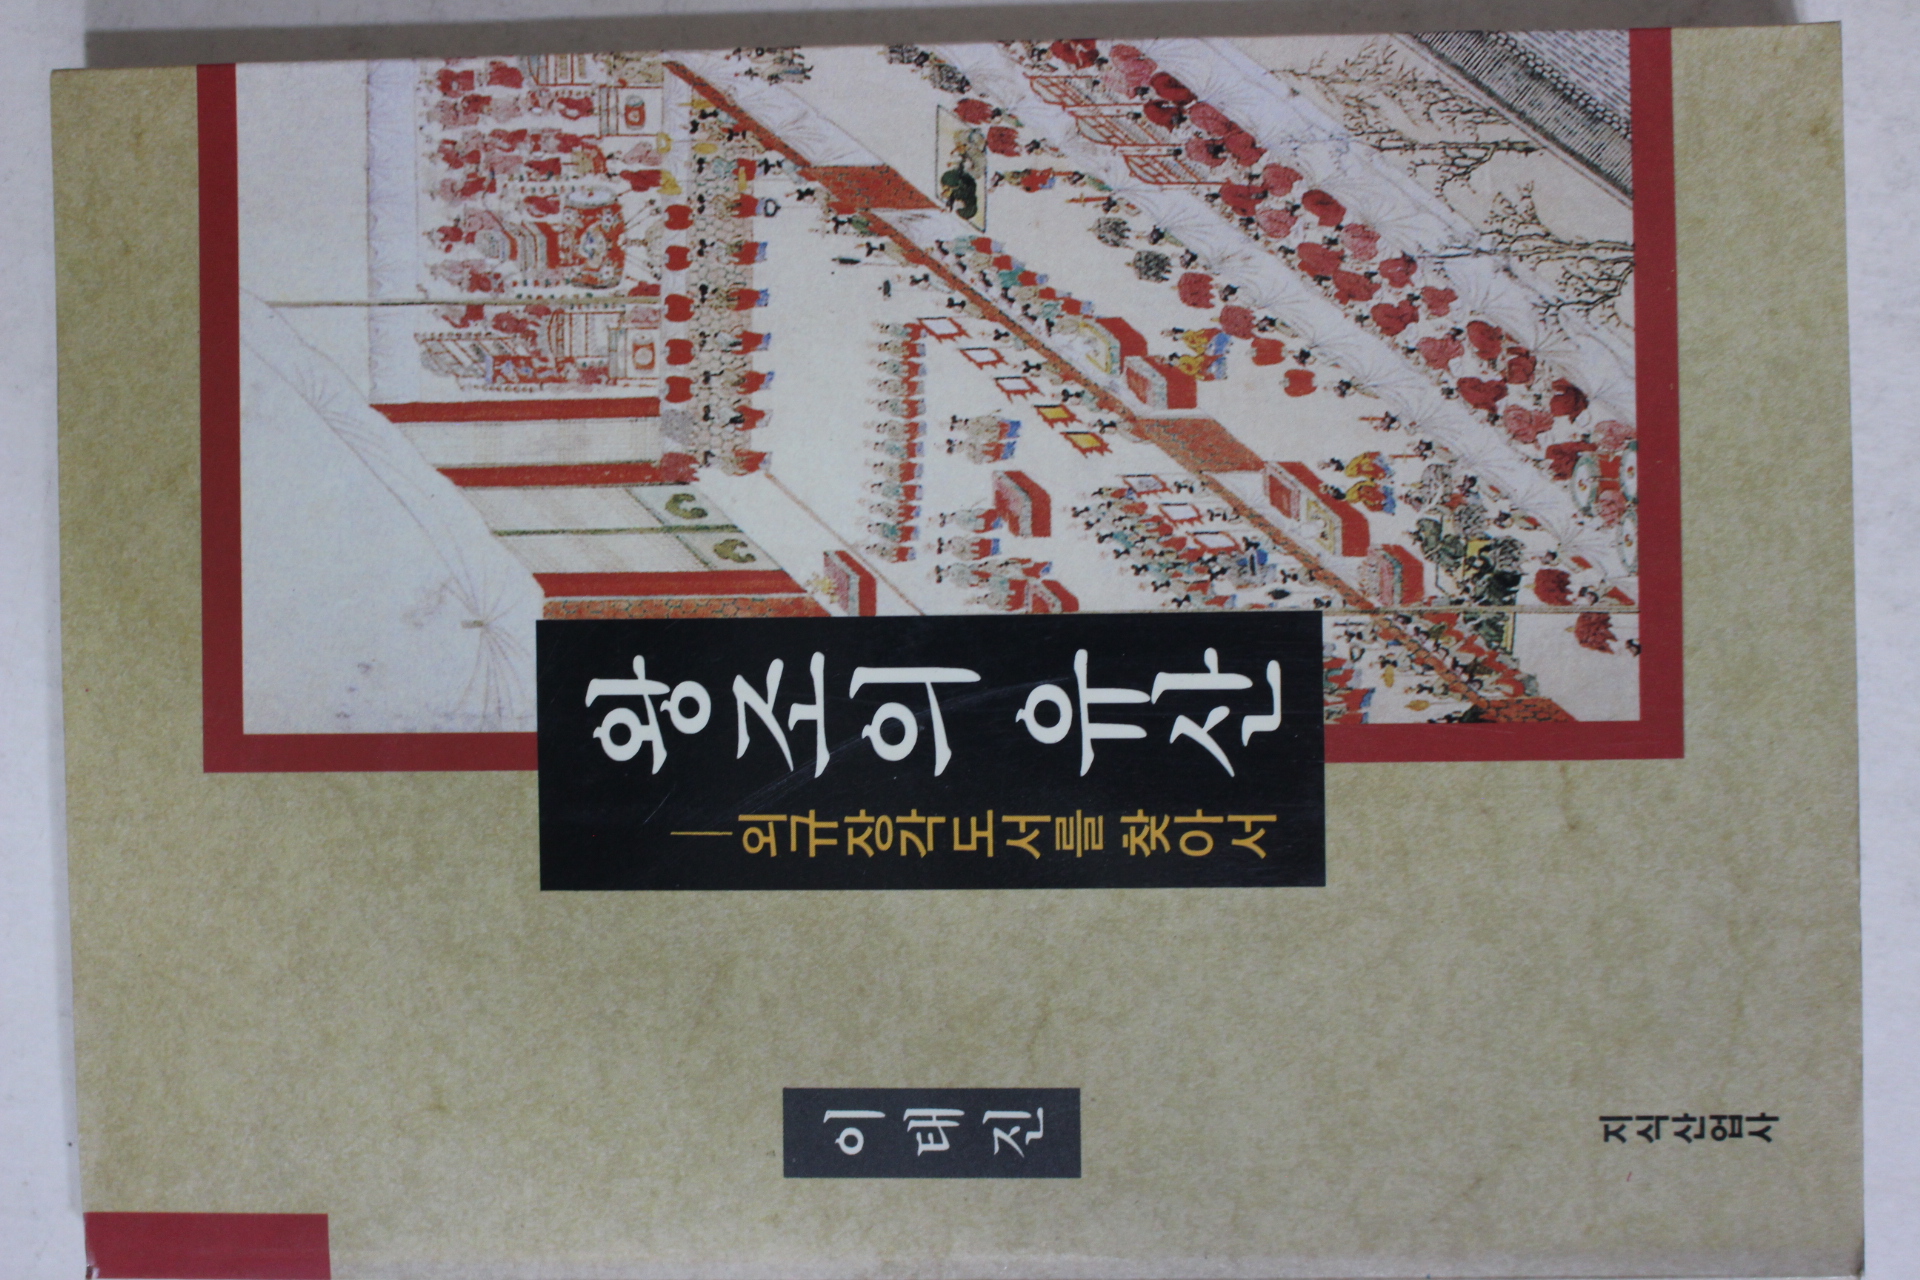 왕조의 유산
─외규장각도서를 찾아서
이태진
지식산업사